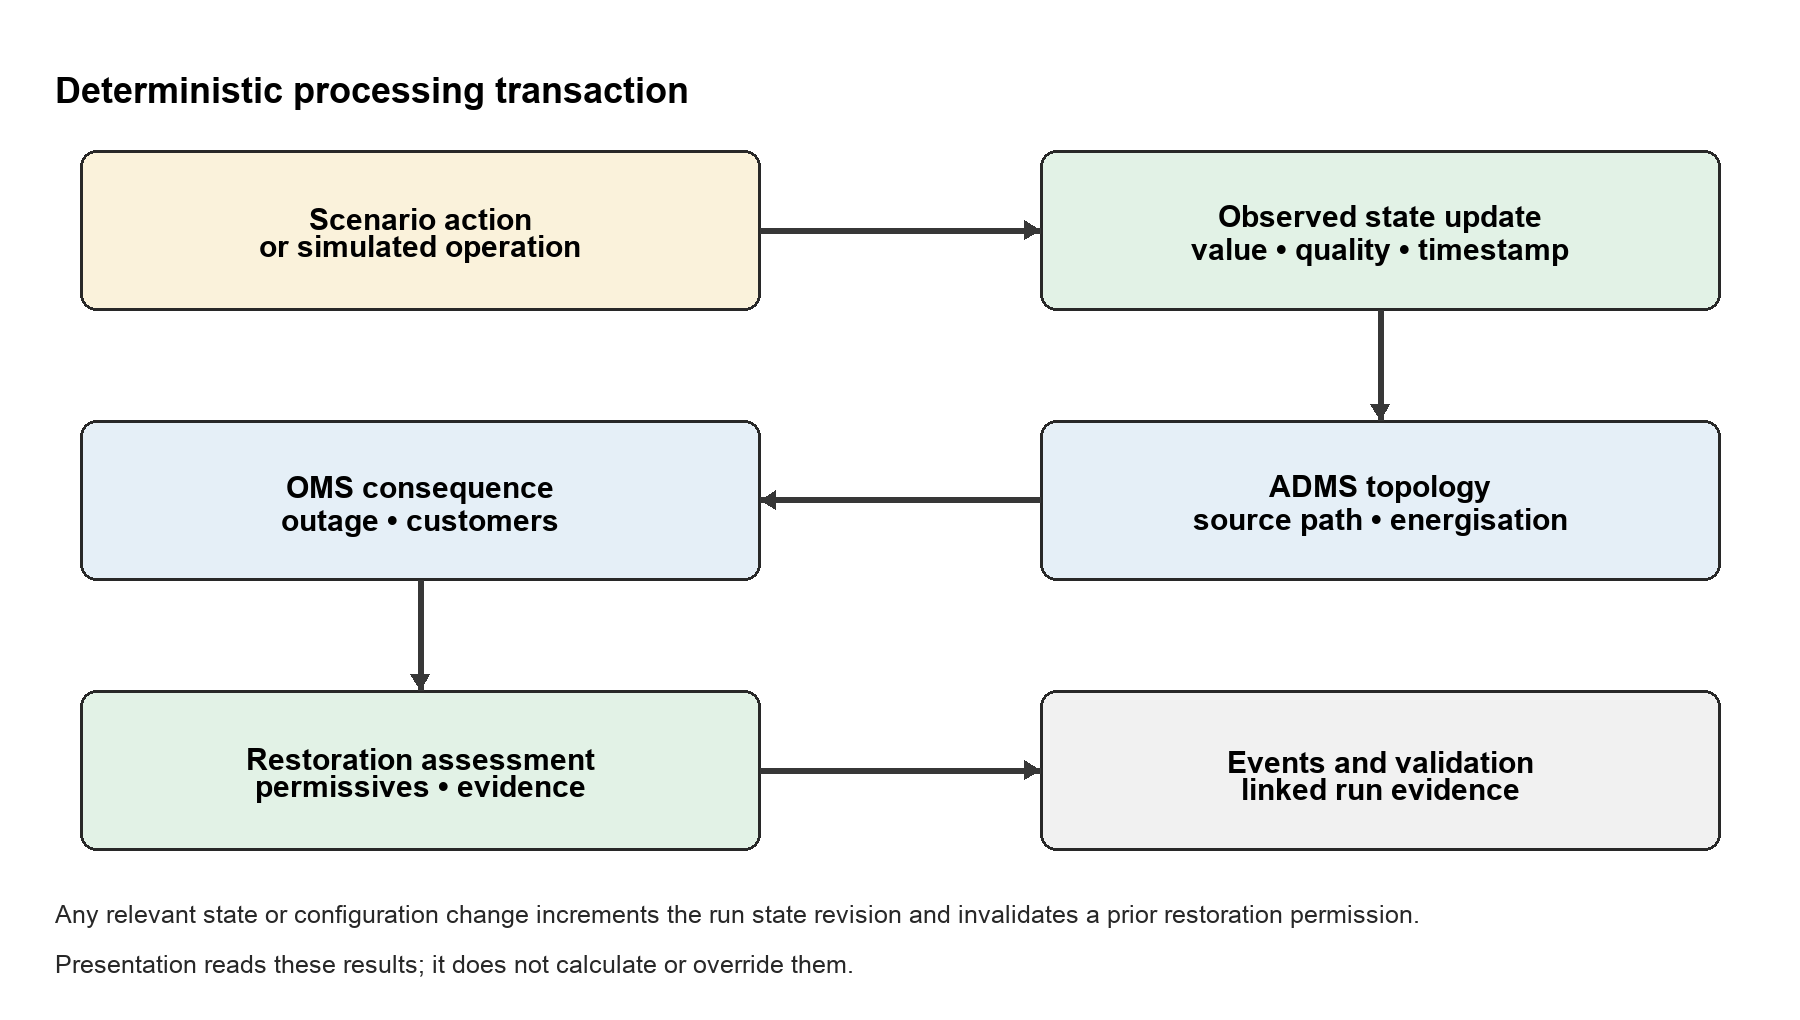 Deterministic processing transaction
Scenario action
or simulated operation
Observed state update
value • quality • timestamp
ADMS topology
source path • energisation
OMS consequence
outage • customers
Restoration assessment
permissives • evidence
Events and validation
linked run evidence
Any relevant state or configuration change increments the run state revision and invalidates a prior restoration permission.
Presentation reads these results; it does not calculate or override them.